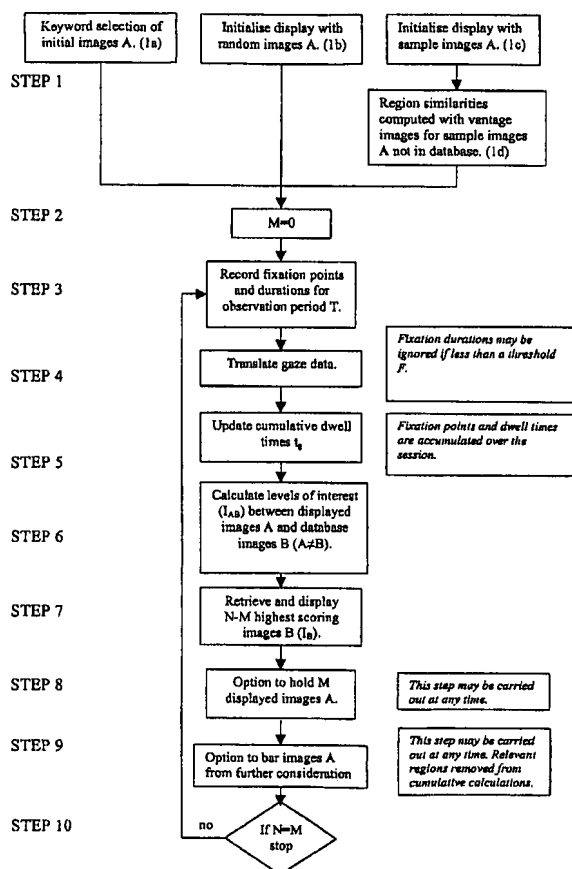 Keyword selection of
initial images A. (1a)
Initialise display with
random images A. (1b)
Initialise display with
sample images A. (1c)
STEP 1
Region similarities
computed with vantage
images for sample images
A not in database. (1d)
STEP 2
M=0
STEP 3
Record fixation points
and durations for
observation period T.
STEP 4
Translate gaze data.
Fixation durations may be
ignored if less than a threshold
F.
STEP 5
Update cumulative dwell
times tₛ
Fixation points and dwell times
are accumulated over the
session.
STEP 6
Calculate levels of interest
(I_AB) between displayed
images A and database
images B (A≠B).
STEP 7
Retrieve and display
N-M highest scoring
images B (I_B).
STEP 8
Option to hold M
displayed images A.
This step may be carried
out at any time.
STEP 9
Option to bar images A
from further consideration
This step may be carried
out at any time. Relevant
regions removed from
cumulative calculations.
STEP 10
no
If N=M
stop